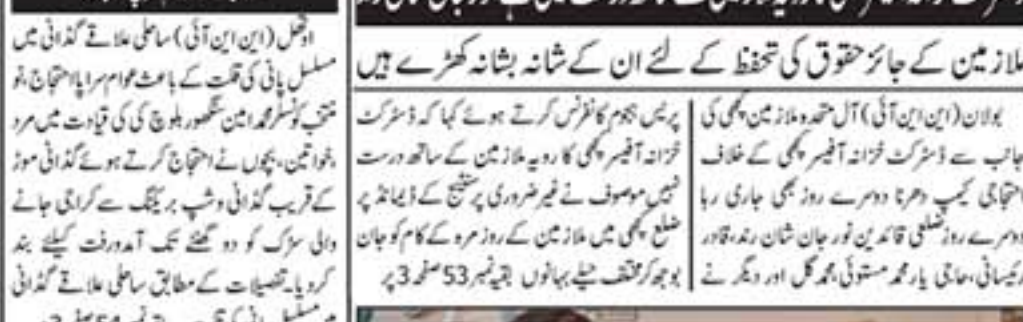 ملازمین کے جائز حقوق کی تحفظ کے لئے ان کے شانہ بشانہ کھڑے ہیں
بولان (این این آئی) آل متحدہ ملازمین کچھی کی
جانب سے ڈسٹرکٹ خزانہ آفیسر کچھی کے خلاف
احتجاجی کیمپ دھرنا دوسرے روز بھی جاری رہا
دوسرے روز ضلعی قائدین نور جان شان رند، قادر
رئیسانی، حاجی یار محمد مستوئی، محمد گل اور دیگر نے
پریس ہجوم کانفرنس کرتے ہوئے کہا کہ ڈسٹرکٹ
خزانہ آفیسر کچھی کا رویہ ملازمین کے ساتھ درست
نہیں موصوف نے غیر ضروری پرسنٹیج کے ڈیمانڈ پر
ضلع کچھی میں ملازمین کے روز مرہ کے کام کو جان
بوجھ کر مختلف حیلے بہانوں بقیہ نمبر 53 صفحہ 3 پر
اوتھل (این این آئی) ساحلی علاقے گڈانی میں
مسلسل پانی کی قلت کے باعث عوام سراپا احتجاج، نو
منتخب کونسلر محمد امین سنگھور بلوچ کی کی قیادت میں مرد
، خواتین، بچوں نے احتجاج کرتے ہوئے گڈانی موڑ
کے قریب گڈانی و شپ بریکنگ سے کراچی جانے
والی سڑک کو دو گھنٹے تک آمدورفت کیلئے بند
کر دیا۔ تفصیلات کے مطابق ساحلی علاقے گڈانی